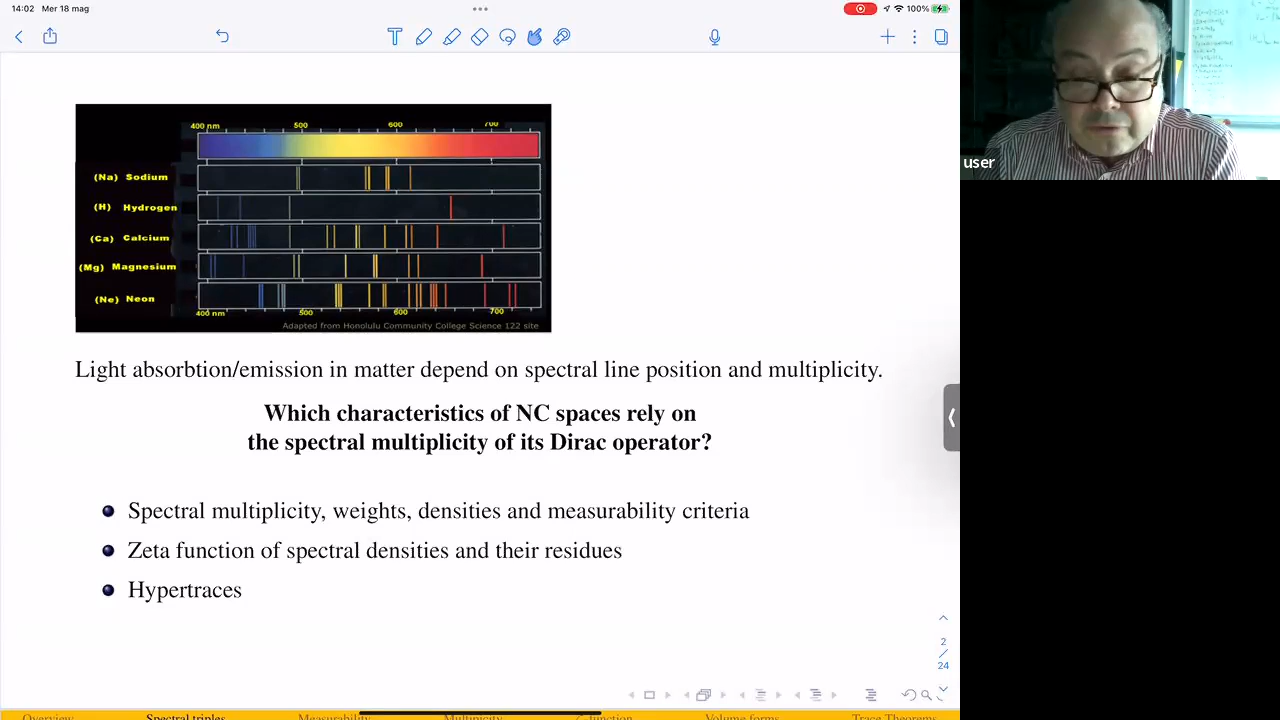 14:02 Mer 18 mag
100%
400 nm 500 600 700
(Na) Sodium
(H) Hydrogen
(Ca) Calcium
(Mg) Magnesium
(Ne) Neon
400 nm 500 600 700
Adapted from Honolulu Community College Science 122 site
Light absorbtion/emission in matter depend on spectral line position and multiplicity.
Which characteristics of NC spaces rely on
the spectral multiplicity of its Dirac operator?
Spectral multiplicity, weights, densities and measurability criteria
Zeta function of spectral densities and their residues
Hypertraces
2
/
24
Overview Spectral triples Measurability Multiplicity Z-function Volume forms Trace Theorems
user